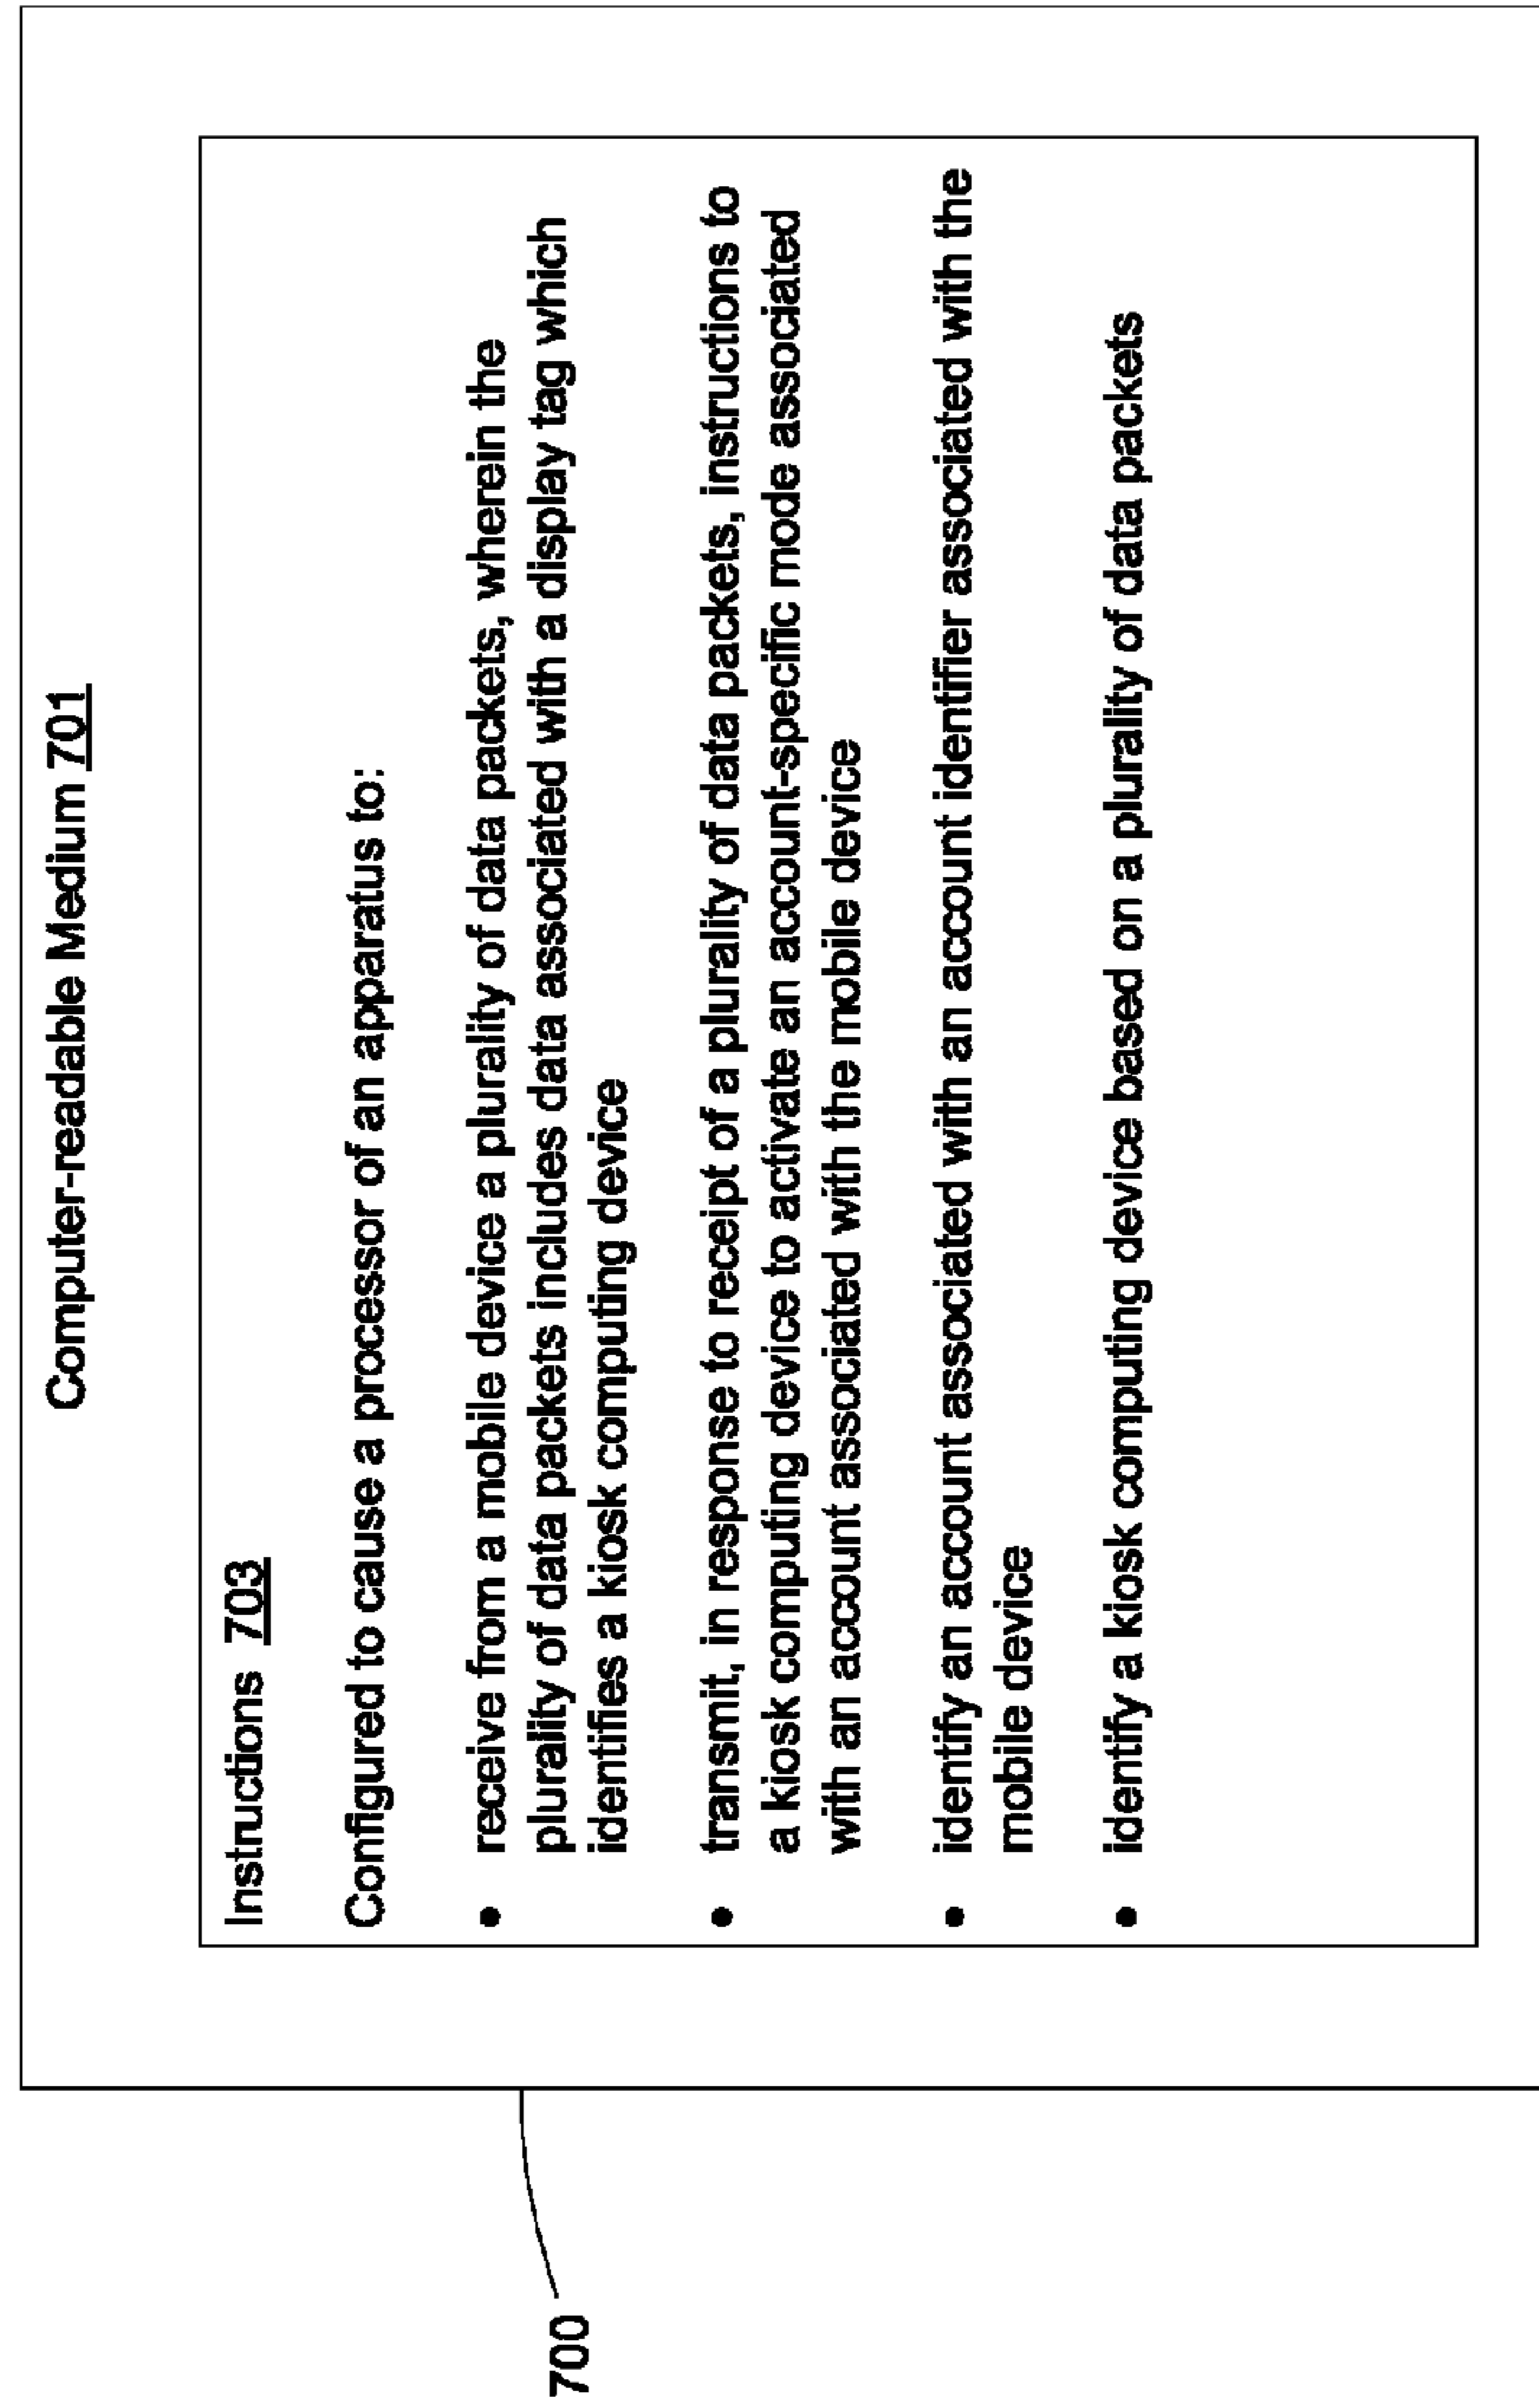 Computer-readable Medium 701
Instructions 703
Configured to cause a processor of an apparatus to:
• receive from a mobile device a plurality of data packets, wherein the
plurality of data packets includes data associated with a display tag which
identifies a kiosk computing device
• transmit, in response to receipt of a plurality of data packets, instructions to
a kiosk computing device to activate an account-specific mode associated
with an account associated with the mobile device
• identify an account associated with an account identifier associated with the
mobile device
• identify a kiosk computing device based on a plurality of data packets
700